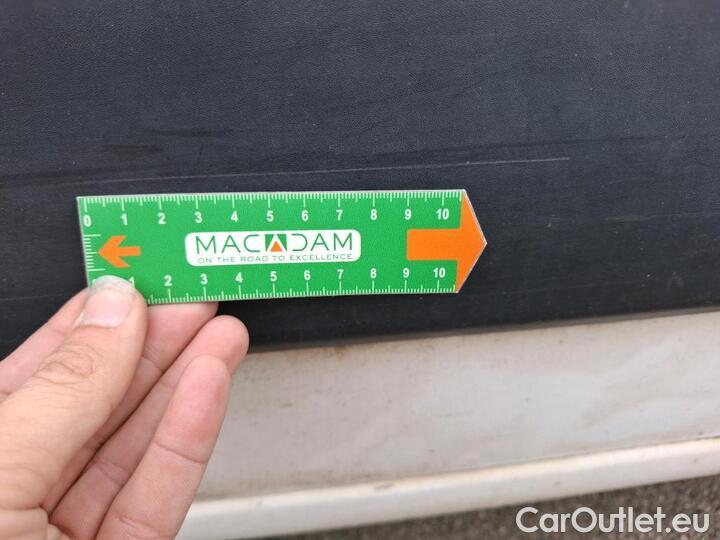 0 1 2 3 4 5 6 7 8 9 10
MACADAM
ON THE ROAD TO EXCELLENCE
1 2 3 4 5 6 7 8 9 10
CarOutlet.eu